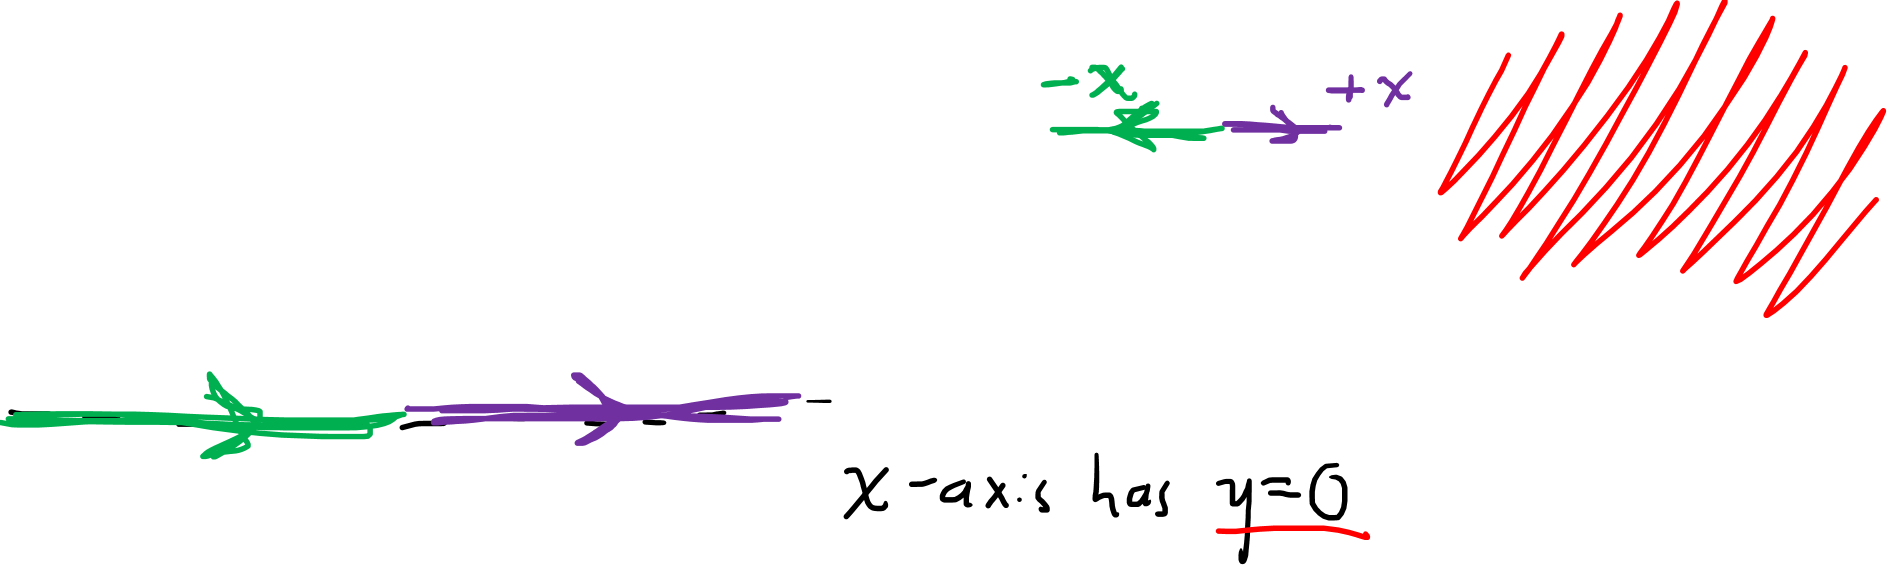 -x +x
x-axis has y=0